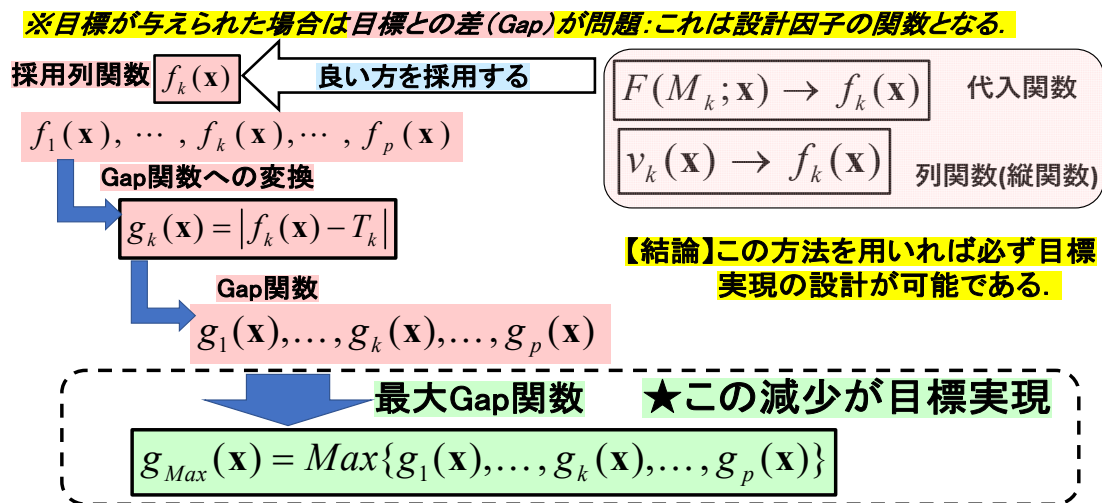 ※目標が与えられた場合は目標との差(Gap)が問題:これは設計因子の関数となる.
採用列関数 f_k(x)
良い方を採用する
F(M_k;x) → f_k(x) 代入関数
v_k(x) → f_k(x) 列関数(縦関数)
f_1(x), ⋯ , f_k(x),⋯ , f_p(x)
Gap関数への変換
g_k(x) = |f_k(x) − T_k|
【結論】この方法を用いれば必ず目標
実現の設計が可能である.
Gap関数
g_1(x),…, g_k(x),…, g_p(x)
最大Gap関数 ★この減少が目標実現
g_Max(x) = Max{g_1(x),…, g_k(x),…, g_p(x)}